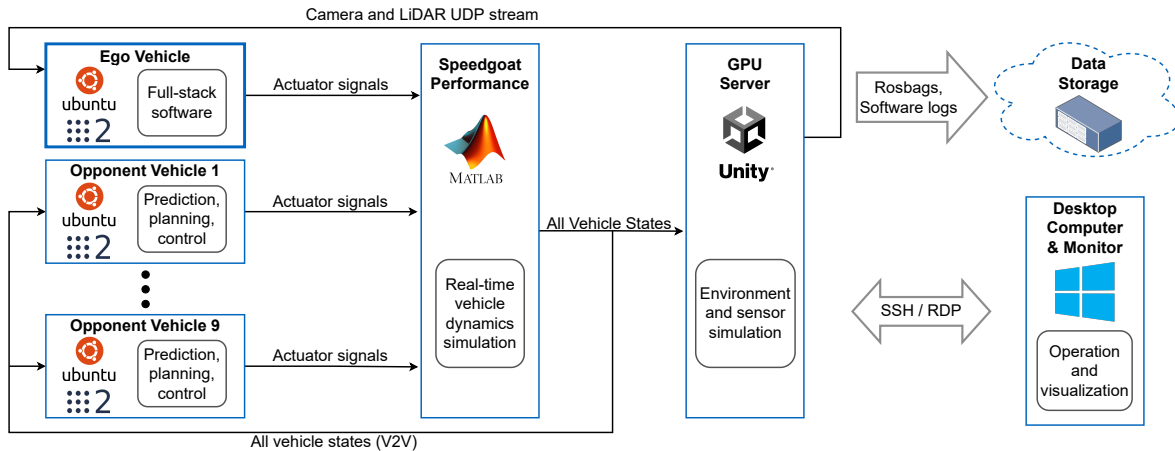 Camera and LiDAR UDP stream
Ego Vehicle
ubuntu
2
Full-stack
software
Actuator signals
Opponent Vehicle 1
ubuntu
2
Prediction,
planning,
control
Actuator signals
Opponent Vehicle 9
ubuntu
2
Prediction,
planning,
control
Actuator signals
All vehicle states (V2V)
Speedgoat
Performance
MATLAB
Real-time
vehicle
dynamics
simulation
All Vehicle States
GPU
Server
Unity
Environment
and sensor
simulation
Rosbags,
Software logs
Data
Storage
SSH / RDP
Desktop
Computer
& Monitor
Operation
and
visualization